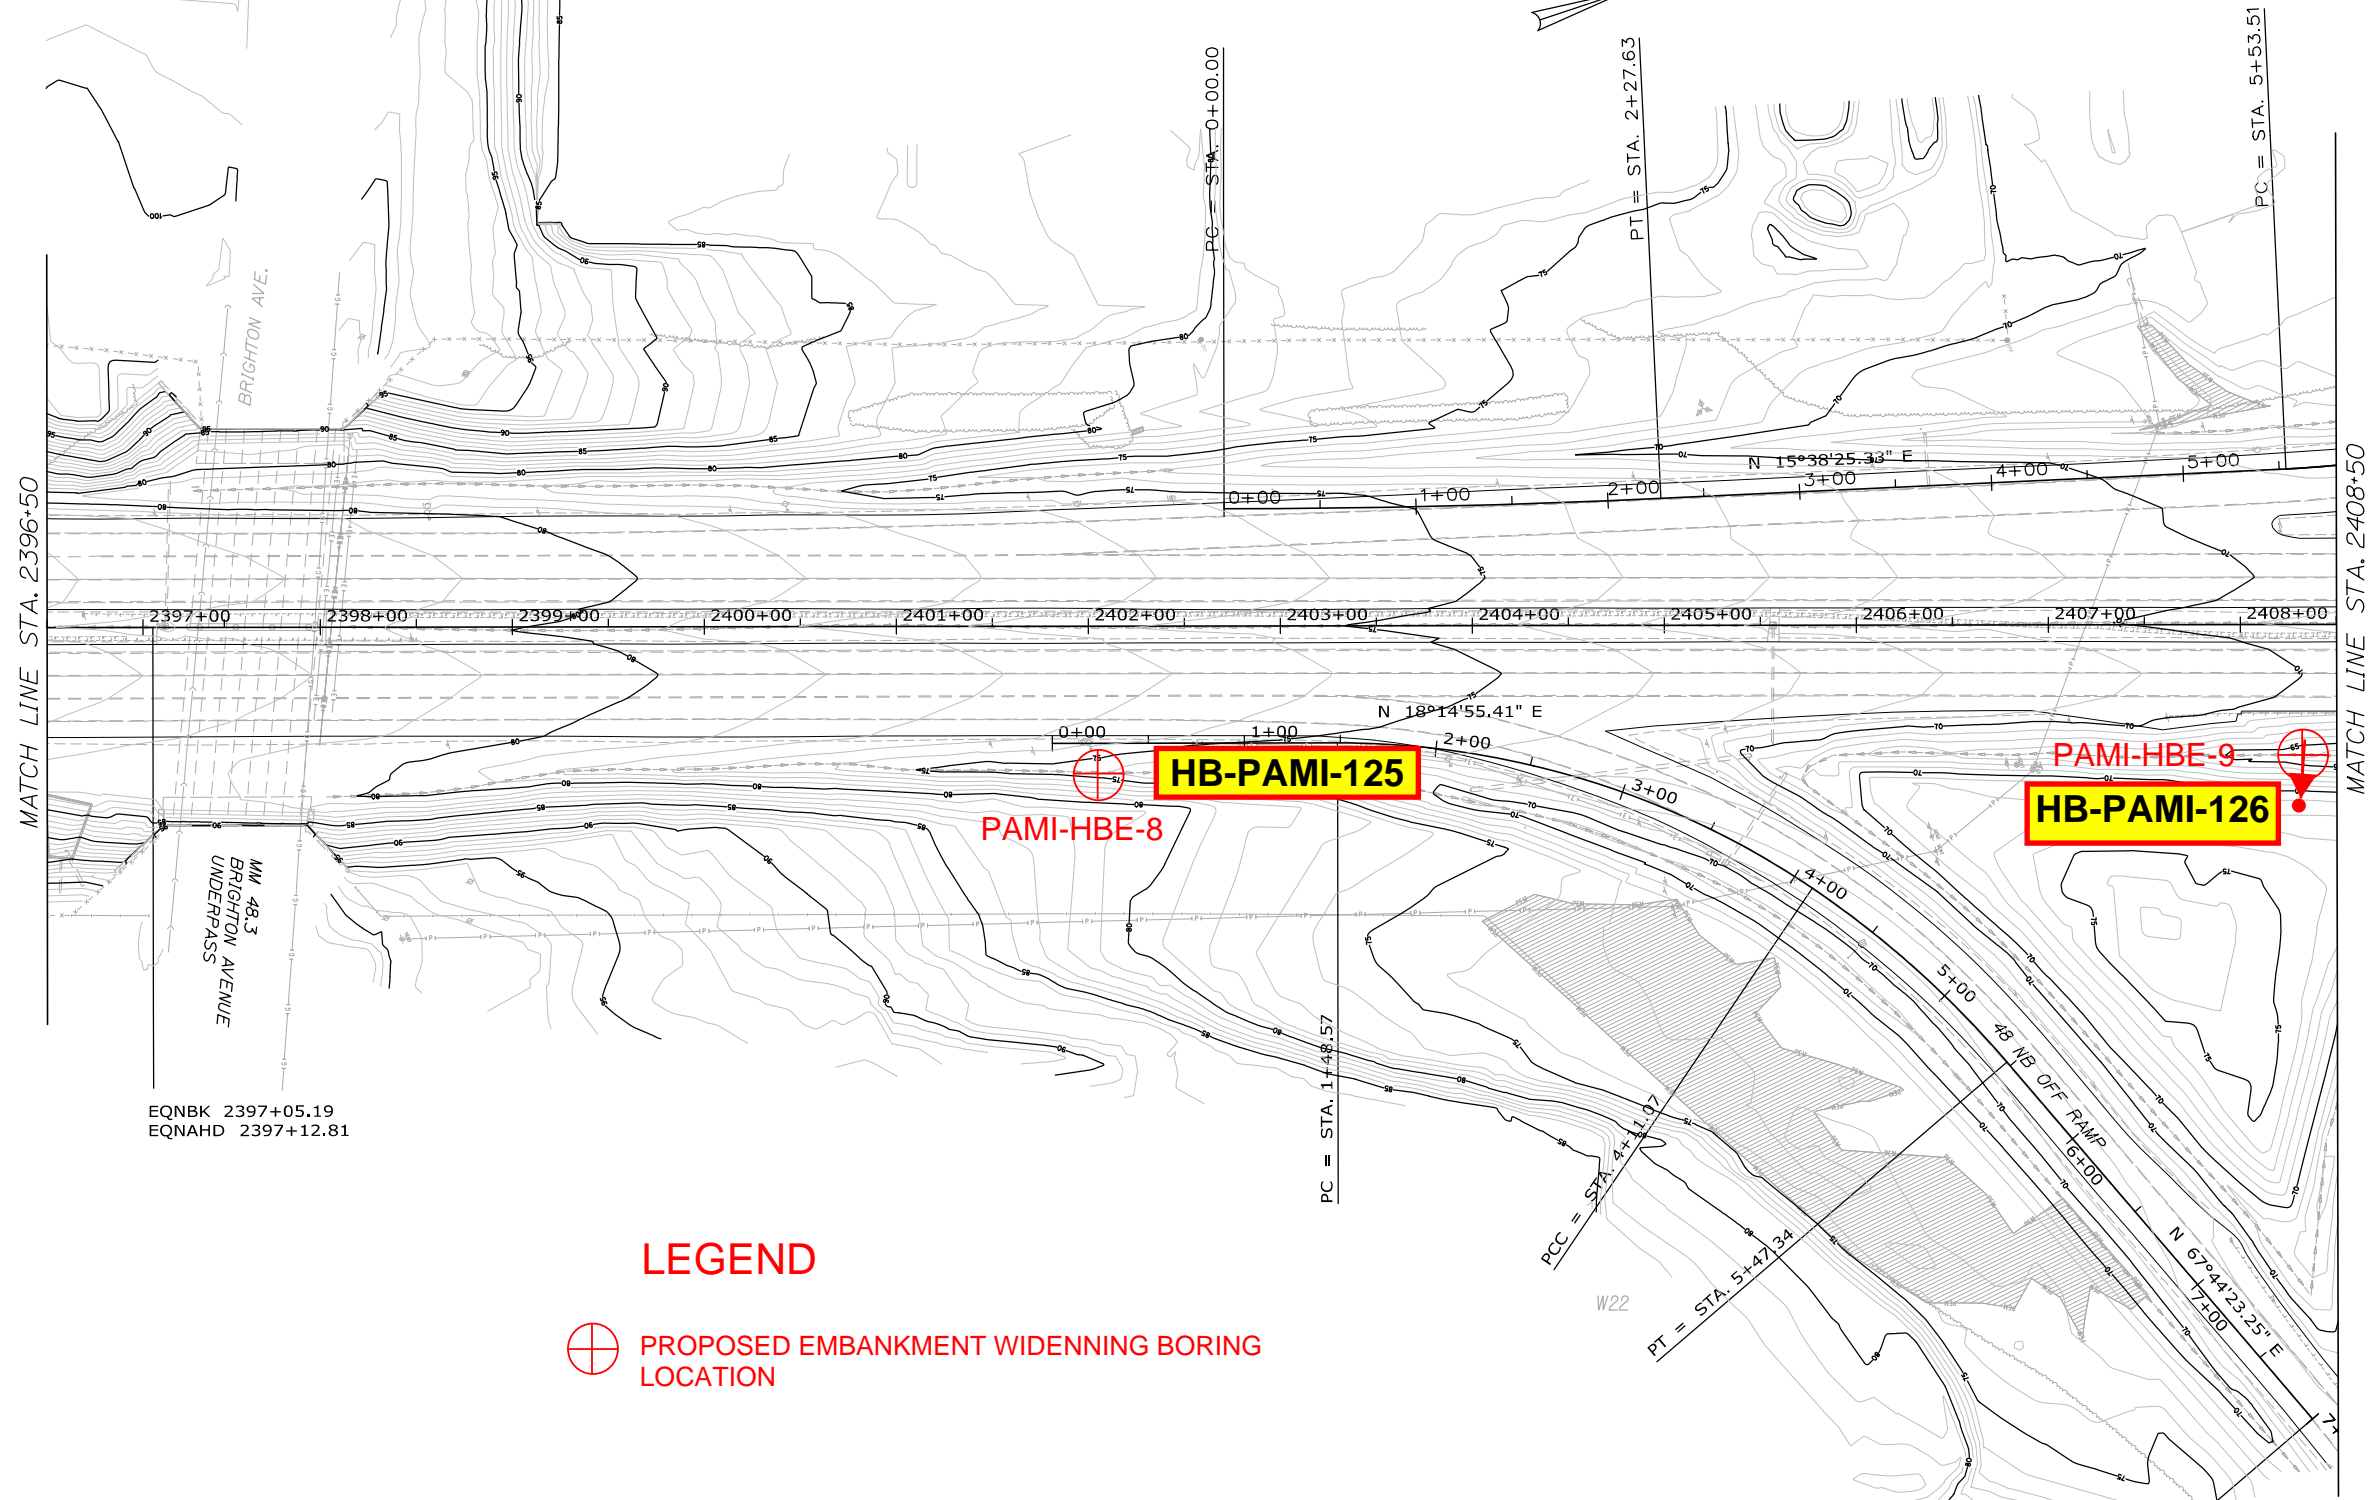 PC = STA. 0+00.00
PT = STA. 2+27.63
PC = STA. 5+53.51
BRIGHTON AVE.
MATCH LINE STA. 2396+50
MATCH LINE STA. 2408+50
N 15°38'25.33" E
0+00
1+00
2+00
3+00
4+00
5+00
2397+00
2398+00
2399+00
2400+00
2401+00
2402+00
2403+00
2404+00
2405+00
2406+00
2407+00
2408+00
N 18°14'55.41" E
0+00
1+00
2+00
3+00
4+00
5+00
6+00
7+00
HB-PAMI-125
PAMI-HBE-8
PAMI-HBE-9
HB-PAMI-126
MM 48.3
BRIGHTON AVENUE
UNDERPASS
48 NB OFF RAMP
N 67°44'23.25" E
PC = STA. 1+48.57
PCC = STA. 4+11.07
PT = STA. 5+47.34
EQNBK 2397+05.19
EQNAHD 2397+12.81
W22
LEGEND
PROPOSED EMBANKMENT WIDENNING BORING
LOCATION